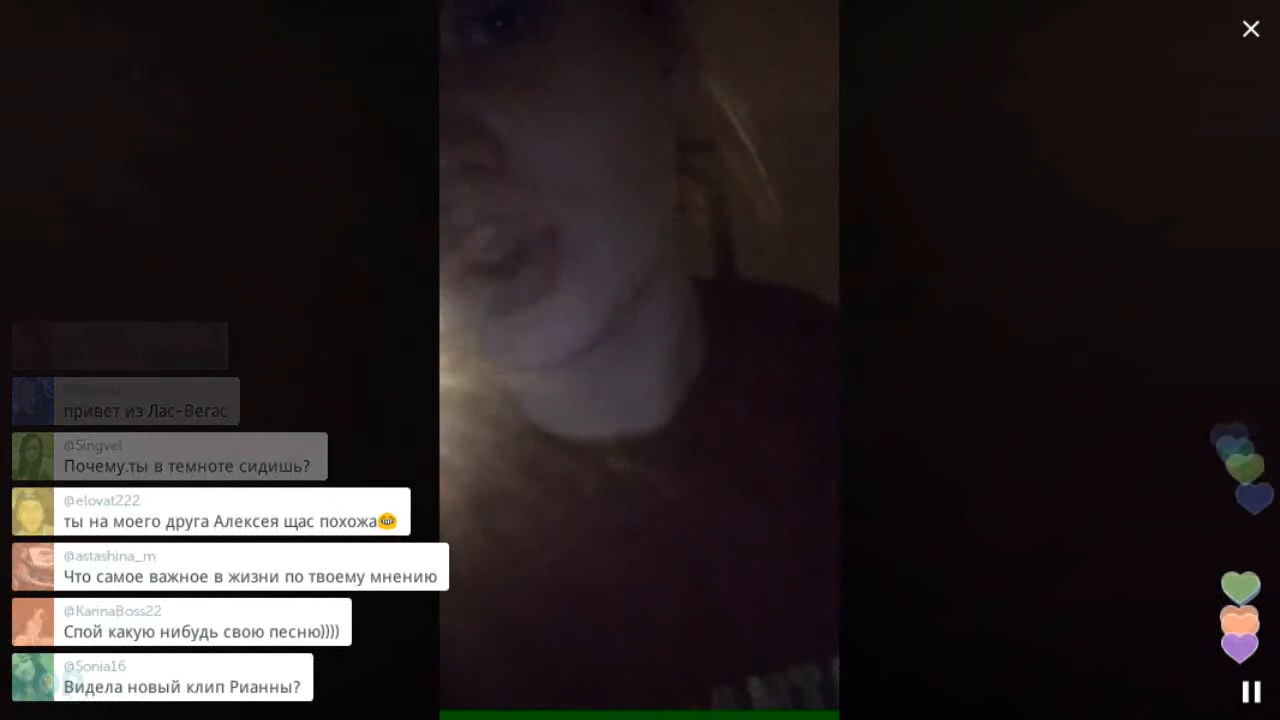 привет из Лас-Вегас
@Singvel
Почему.ты в темноте сидишь?
@elovat222
ты на моего друга Алексея щас похожа😂
@astashina_m
Что самое важное в жизни по твоему мнению
@KarinaBoss22
Спой какую нибудь свою песню))))
@Sonia16
Видела новый клип Рианны?